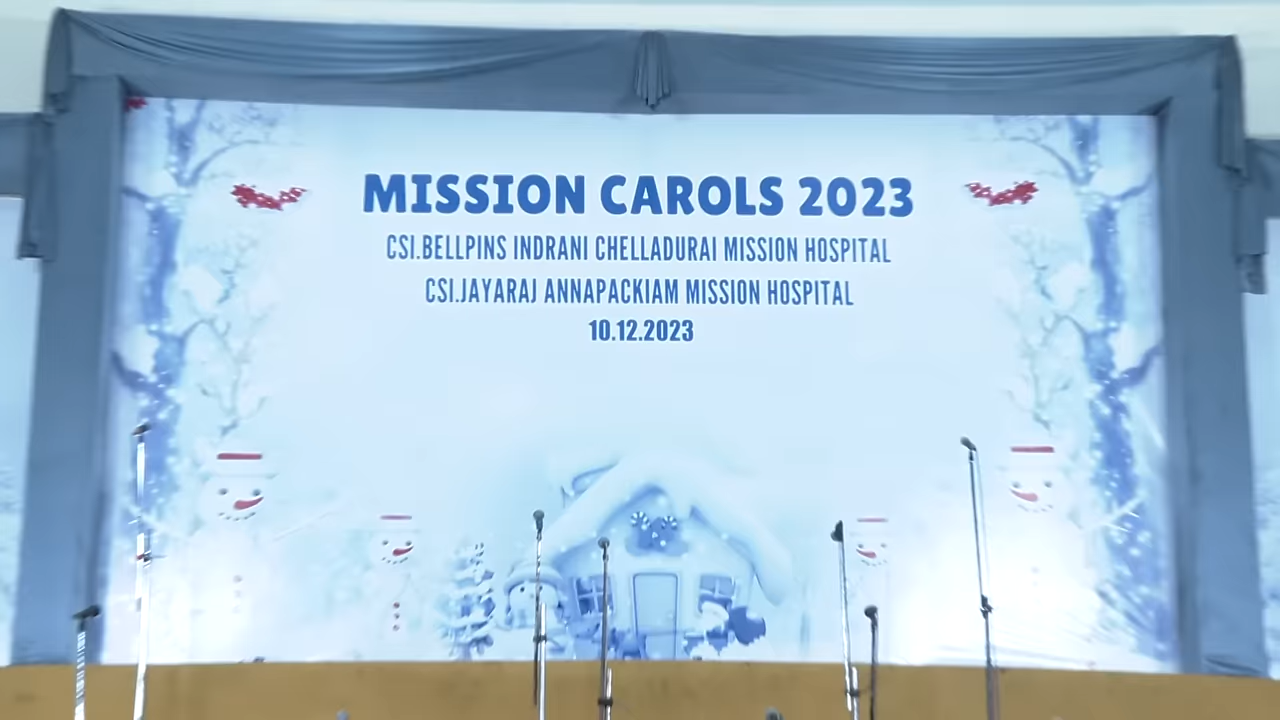 MISSION CAROLS 2023
CSI.BELLPINS INDRANI CHELLADURAI MISSION HOSPITAL
CSI.JAYARAJ ANNAPACKIAM MISSION HOSPITAL
10.12.2023